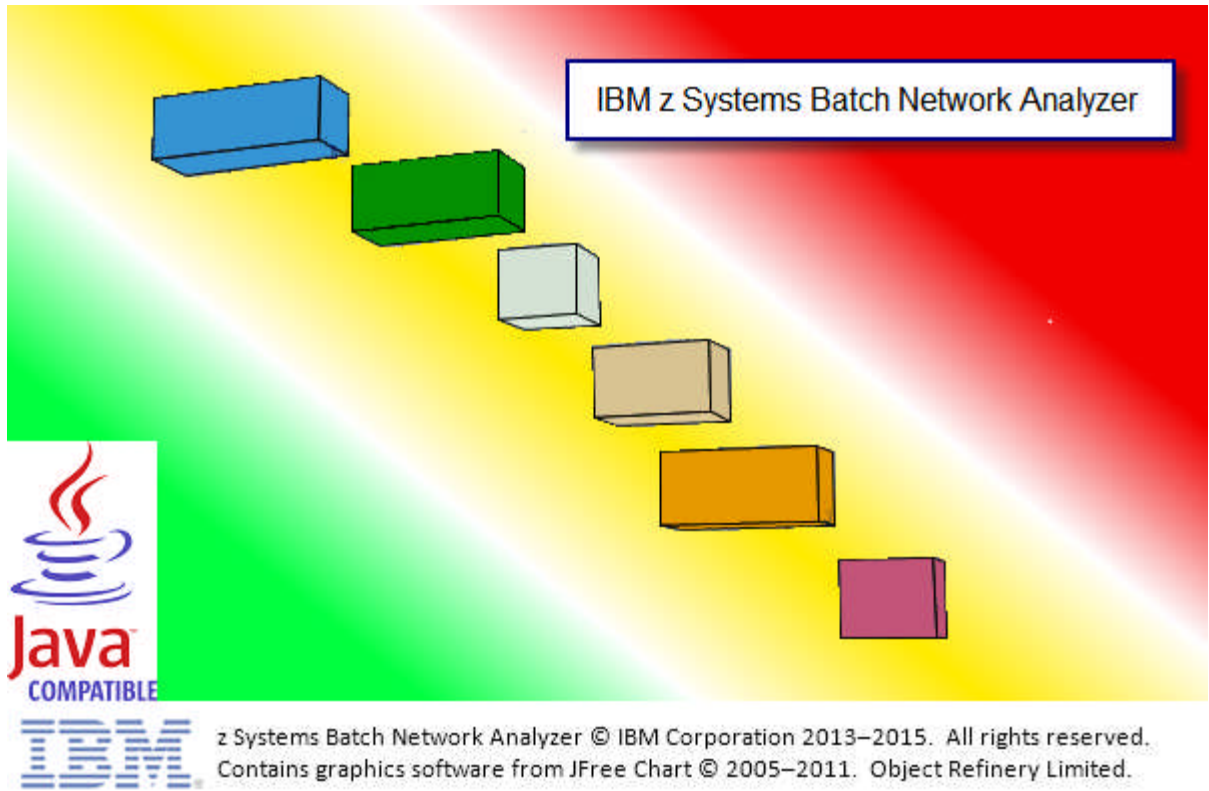 IBM z Systems Batch Network Analyzer
Java™
COMPATIBLE
IBM®
z Systems Batch Network Analyzer © IBM Corporation 2013–2015. All rights reserved.
Contains graphics software from JFree Chart © 2005–2011. Object Refinery Limited.